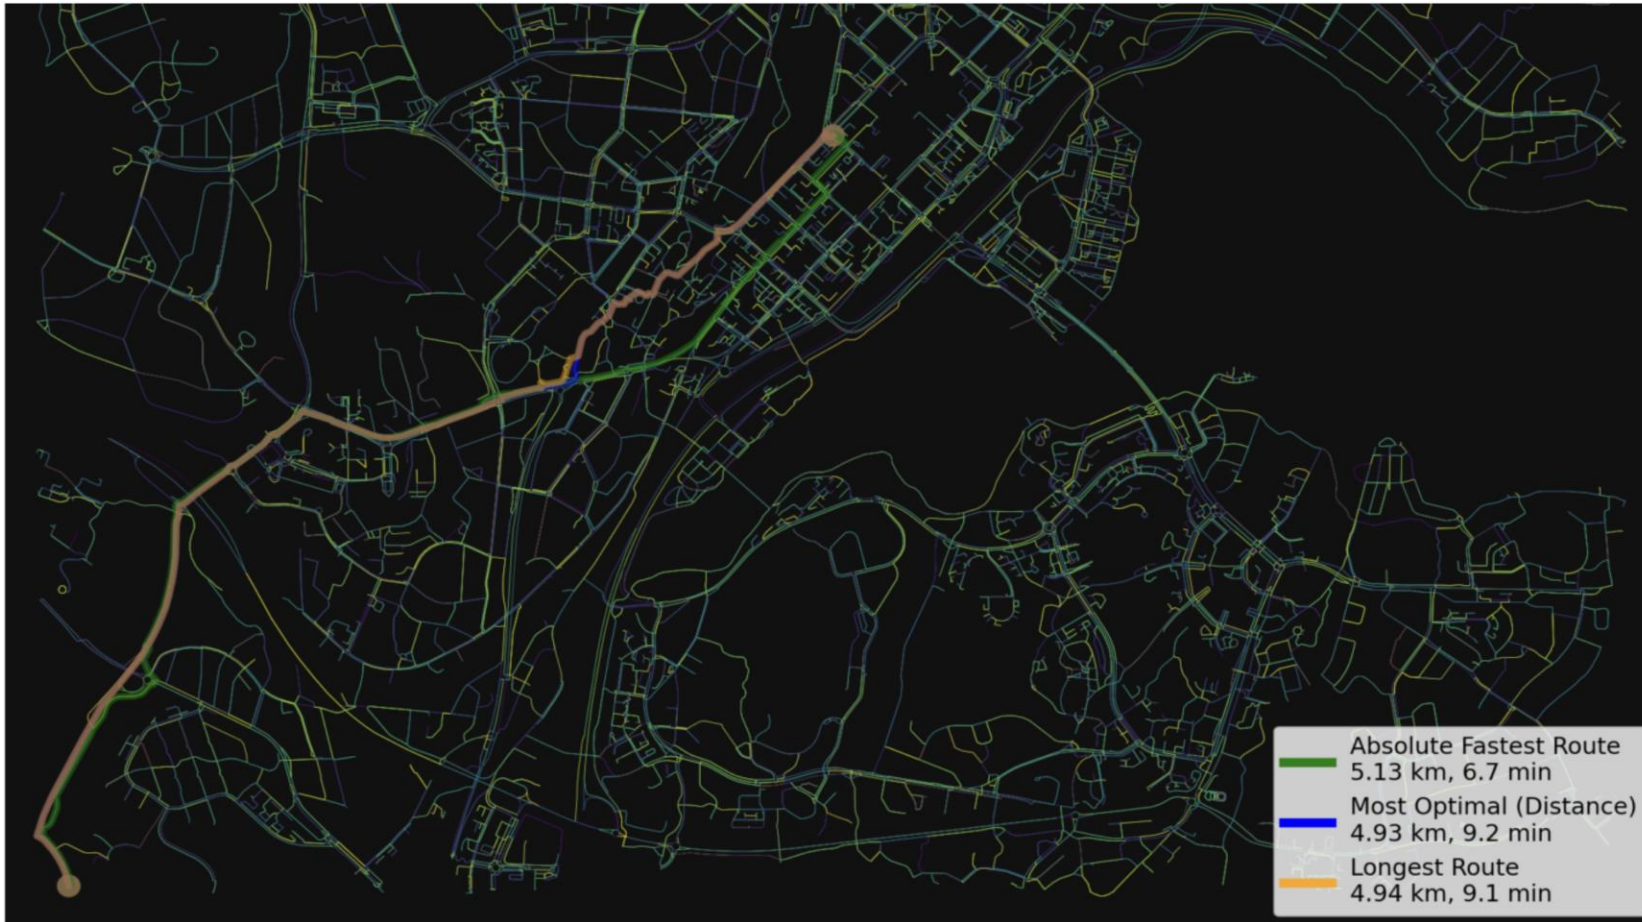 Absolute Fastest Route
5.13 km, 6.7 min
Most Optimal (Distance)
4.93 km, 9.2 min
Longest Route
4.94 km, 9.1 min